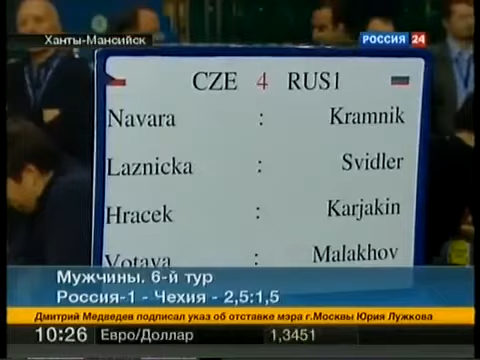 Ханты-Мансийск
РОССИЯ 24
CZE 4 RUS1
Navara : Kramnik
Laznicka : Svidler
Hracek : Karjakin
Votava : Malakhov
Мужчины. 6-й тур
Россия-1 - Чехия - 2,5:1,5
Дмитрий Медведев подписал указ об отставке мэра г.Москвы Юрия Лужкова
10:26 Евро/Доллар 1,3451